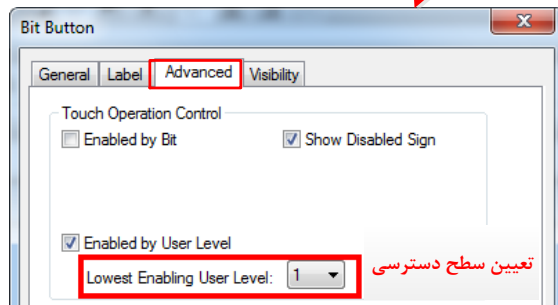 Bit Button
General Label Advanced Visibility
Touch Operation Control
Enabled by Bit Show Disabled Sign
Enabled by User Level
Lowest Enabling User Level: 1
تعیین سطح دسترسی